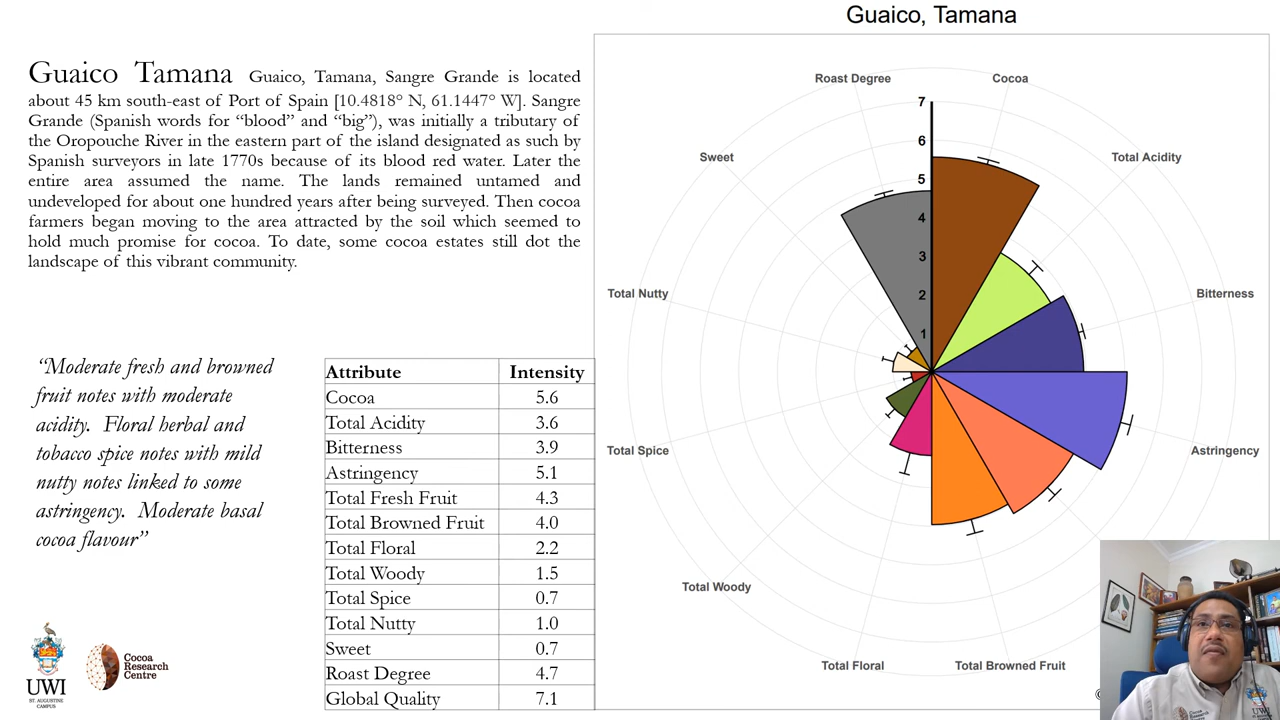 Guaico, Tamana
Guaico Tamana Guaico, Tamana, Sangre Grande is located
about 45 km south-east of Port of Spain [10.4818° N, 61.1447° W]. Sangre
Grande (Spanish words for “blood” and “big”), was initially a tributary of
the Oropouche River in the eastern part of the island designated as such by
Spanish surveyors in late 1770s because of its blood red water. Later the
entire area assumed the name. The lands remained untamed and
undeveloped for about one hundred years after being surveyed. Then cocoa
farmers began moving to the area attracted by the soil which seemed to
hold much promise for cocoa. To date, some cocoa estates still dot the
landscape of this vibrant community.
“Moderate fresh and browned
fruit notes with moderate
acidity. Floral herbal and
tobacco spice notes with mild
nutty notes linked to some
astringency. Moderate basal
cocoa flavour”
Attribute Intensity
Cocoa 5.6
Total Acidity 3.6
Bitterness 3.9
Astringency 5.1
Total Fresh Fruit 4.3
Total Browned Fruit 4.0
Total Floral 2.2
Total Woody 1.5
Total Spice 0.7
Total Nutty 1.0
Sweet 0.7
Roast Degree 4.7
Global Quality 7.1
Roast Degree
Cocoa
Sweet
Total Acidity
Total Nutty
Bitterness
Total Spice
Astringency
Total Woody
Total Floral
Total Browned Fruit
7
6
5
4
3
2
1
UWI
ST. AUGUSTINE
CAMPUS
Cocoa
Research
Centre
©